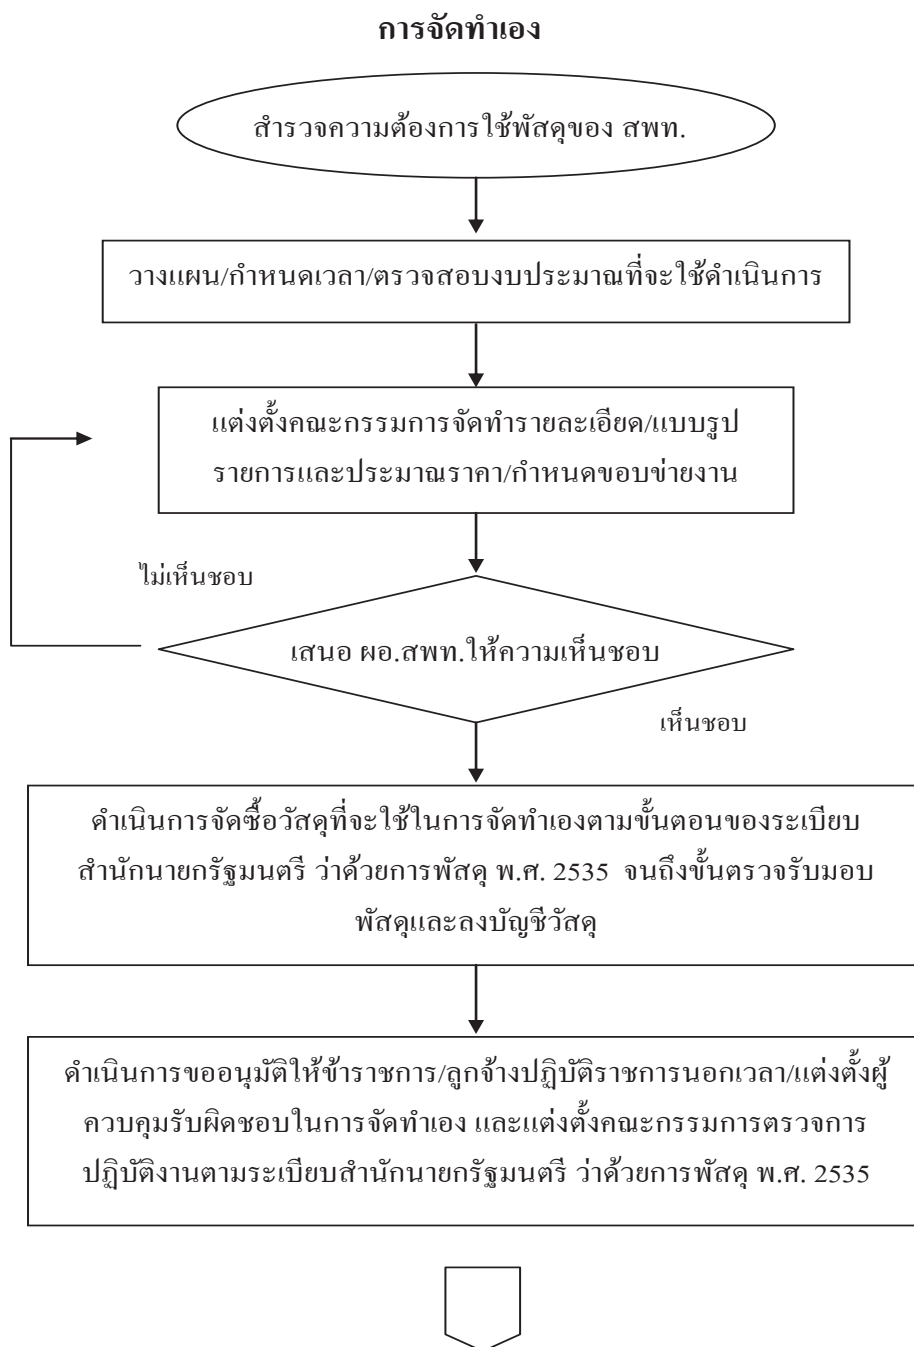 การจัดทำเอง
สำรวจความต้องการใช้พัสดุของ สพท.
วางแผน/กำหนดเวลา/ตรวจสอบงบประมาณที่จะใช้ดำเนินการ
แต่งตั้งคณะกรรมการจัดทำรายละเอียด/แบบรูป
รายการและประมาณราคา/กำหนดขอบข่ายงาน
ไม่เห็นชอบ
เสนอ ผอ.สพท.ให้ความเห็นชอบ
เห็นชอบ
ดำเนินการจัดซื้อวัสดุที่จะใช้ในการจัดทำเองตามขั้นตอนของระเบียบ
สำนักนายกรัฐมนตรี ว่าด้วยการพัสดุ พ.ศ. 2535 จนถึงขั้นตรวจรับมอบ
พัสดุและลงบัญชีวัสดุ
ดำเนินการขออนุมัติให้ข้าราชการ/ลูกจ้างปฏิบัติราชการนอกเวลา/แต่งตั้งผู้
ควบคุมรับผิดชอบในการจัดทำเอง และแต่งตั้งคณะกรรมการตรวจการ
ปฏิบัติงานตามระเบียบสำนักนายกรัฐมนตรี ว่าด้วยการพัสดุ พ.ศ. 2535